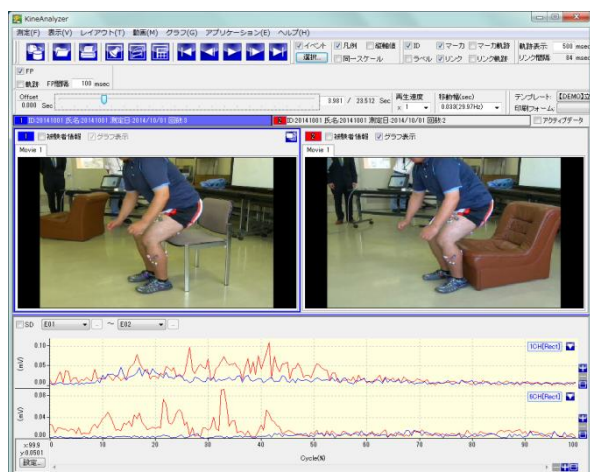 KineAnalyzer
測定(F) 表示(V) レイアウト(T) 動画(M) グラフ(G) アプリケーション(E) ヘルプ(H)
イベント 凡例 縦軸値 ID マーカ マーカ軌跡 軌跡表示: 500 msec
選択... 同一スケール ラベル リンク リンク軌跡 リンク間隔 84 msec
FP
軌跡 FP間隔 100 msec
Offset 再生速度 移動幅(sec) テンプレート:【DEMO】立
0.000 Sec 3.981 / 23.512 Sec × 1 0.033(29.97Hz) 印刷フォーム:
1 ID:20141001 氏名:20141001 測定日:2014/10/01 回数:3 2 ID:20141001 氏名:20141001 測定日:2014/10/01 回数:2 アクティブデータ
1 被験者情報 グラフ表示 2 被験者情報 グラフ表示
Movie 1 Movie 1
SD E01 ～ E02
(mV) 0.10 1CH[Rect]
0.05
0.00
(mV) 0.08 6CH[Rect]
0.04
0.00
0 10 20 30 40 50 60 70 80 90 100
x:99.9
y:0.0501 Cycle(%)
設定...